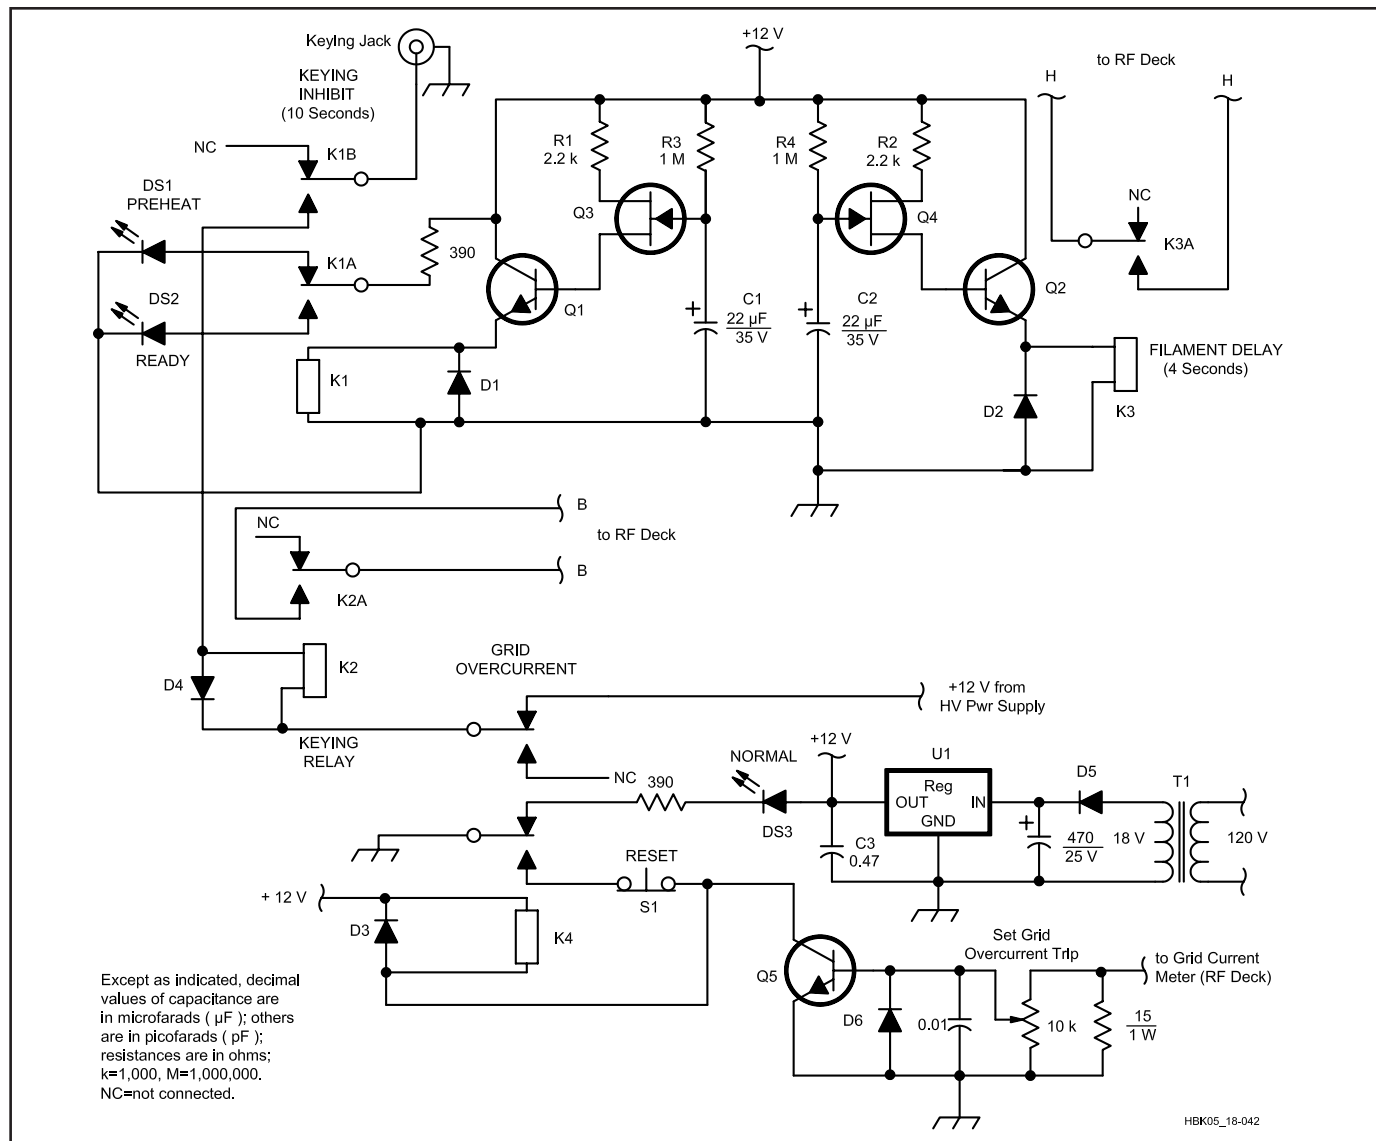 Keying Jack
KEYING
INHIBIT
(10 Seconds)
+12 V
to RF Deck
H
H
NC
K1B
R1
2.2 k
R3
1 M
R4
1 M
R2
2.2 k
DS1
PREHEAT
Q3
Q4
NC
K3A
K1A
390
DS2
Q1
Q2
+
C1
22 µF
35 V
+
C2
22 µF
35 V
READY
K1
D1
FILAMENT DELAY
(4 Seconds)
D2
K3
B
NC
to RF Deck
B
K2A
GRID
OVERCURRENT
K2
D4
+12 V from
HV Pwr Supply
KEYING
RELAY
+12 V
U1
NORMAL
NC
390
D5
T1
Reg
OUT
IN
GND
DS3
+
C3
0.47
470
25 V
18 V
120 V
RESET
S1
+ 12 V
D3
K4
Set Grid
Overcurrent Trip
to Grid Current
Meter (RF Deck)
Q5
D6
0.01
10 k
15
1 W
Except as indicated, decimal
values of capacitance are
in microfarads ( µF ); others
are in picofarads ( pF );
resistances are in ohms;
k=1,000, M=1,000,000.
NC=not connected.
HBK05_18-042